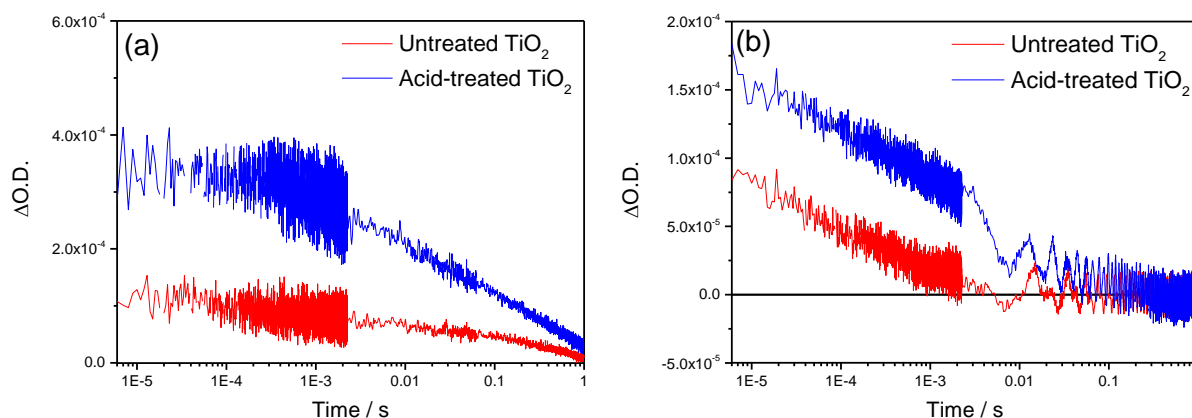 (a)
Untreated TiO₂
Acid-treated TiO₂
6.0x10⁻⁴
4.0x10⁻⁴
2.0x10⁻⁴
0.0
ΔO.D.
1E-5 1E-4 1E-3 0.01 0.1 1
Time / s
(b)
Untreated TiO₂
Acid-treated TiO₂
2.0x10⁻⁴
1.5x10⁻⁴
1.0x10⁻⁴
5.0x10⁻⁵
0.0
-5.0x10⁻⁵
ΔO.D.
1E-5 1E-4 1E-3 0.01 0.1
Time / s